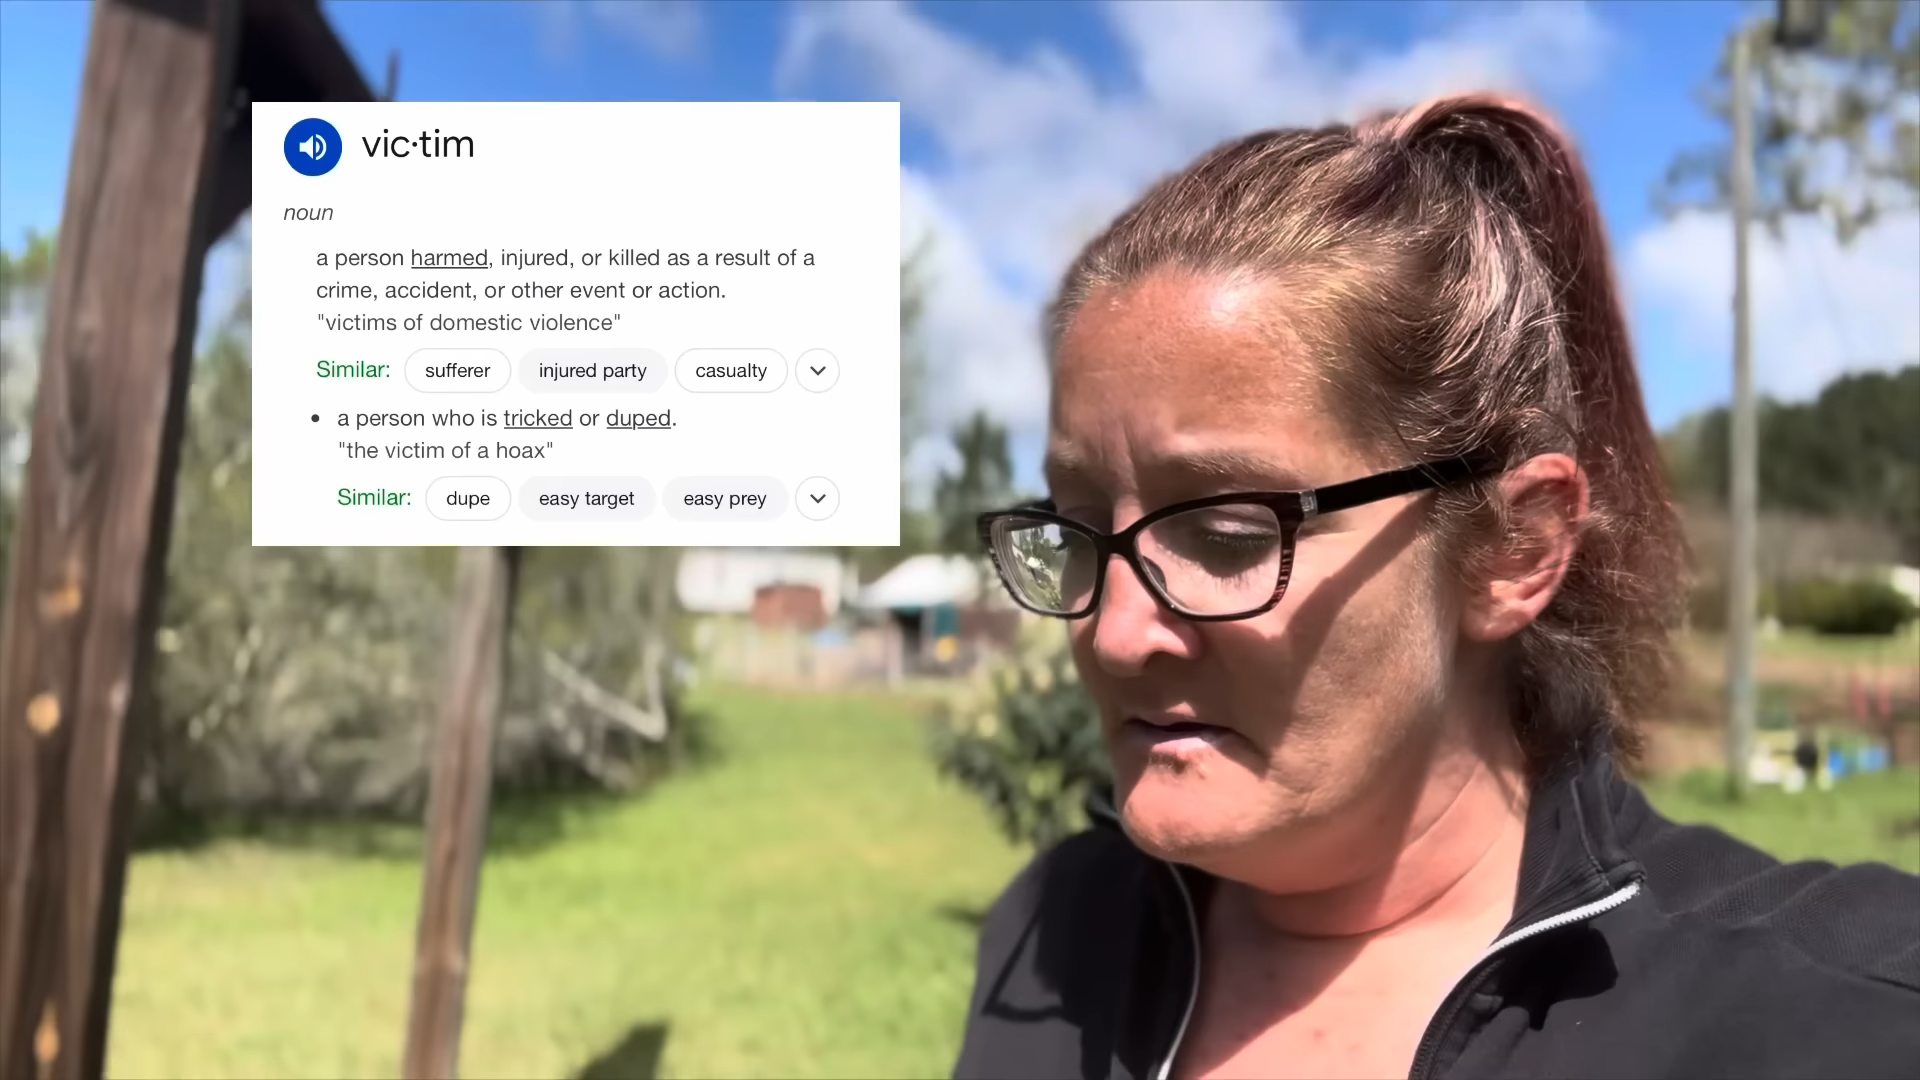 vic·tim
noun
a person harmed, injured, or killed as a result of a
crime, accident, or other event or action.
"victims of domestic violence"
Similar: sufferer injured party casualty
• a person who is tricked or duped.
"the victim of a hoax"
Similar: dupe easy target easy prey